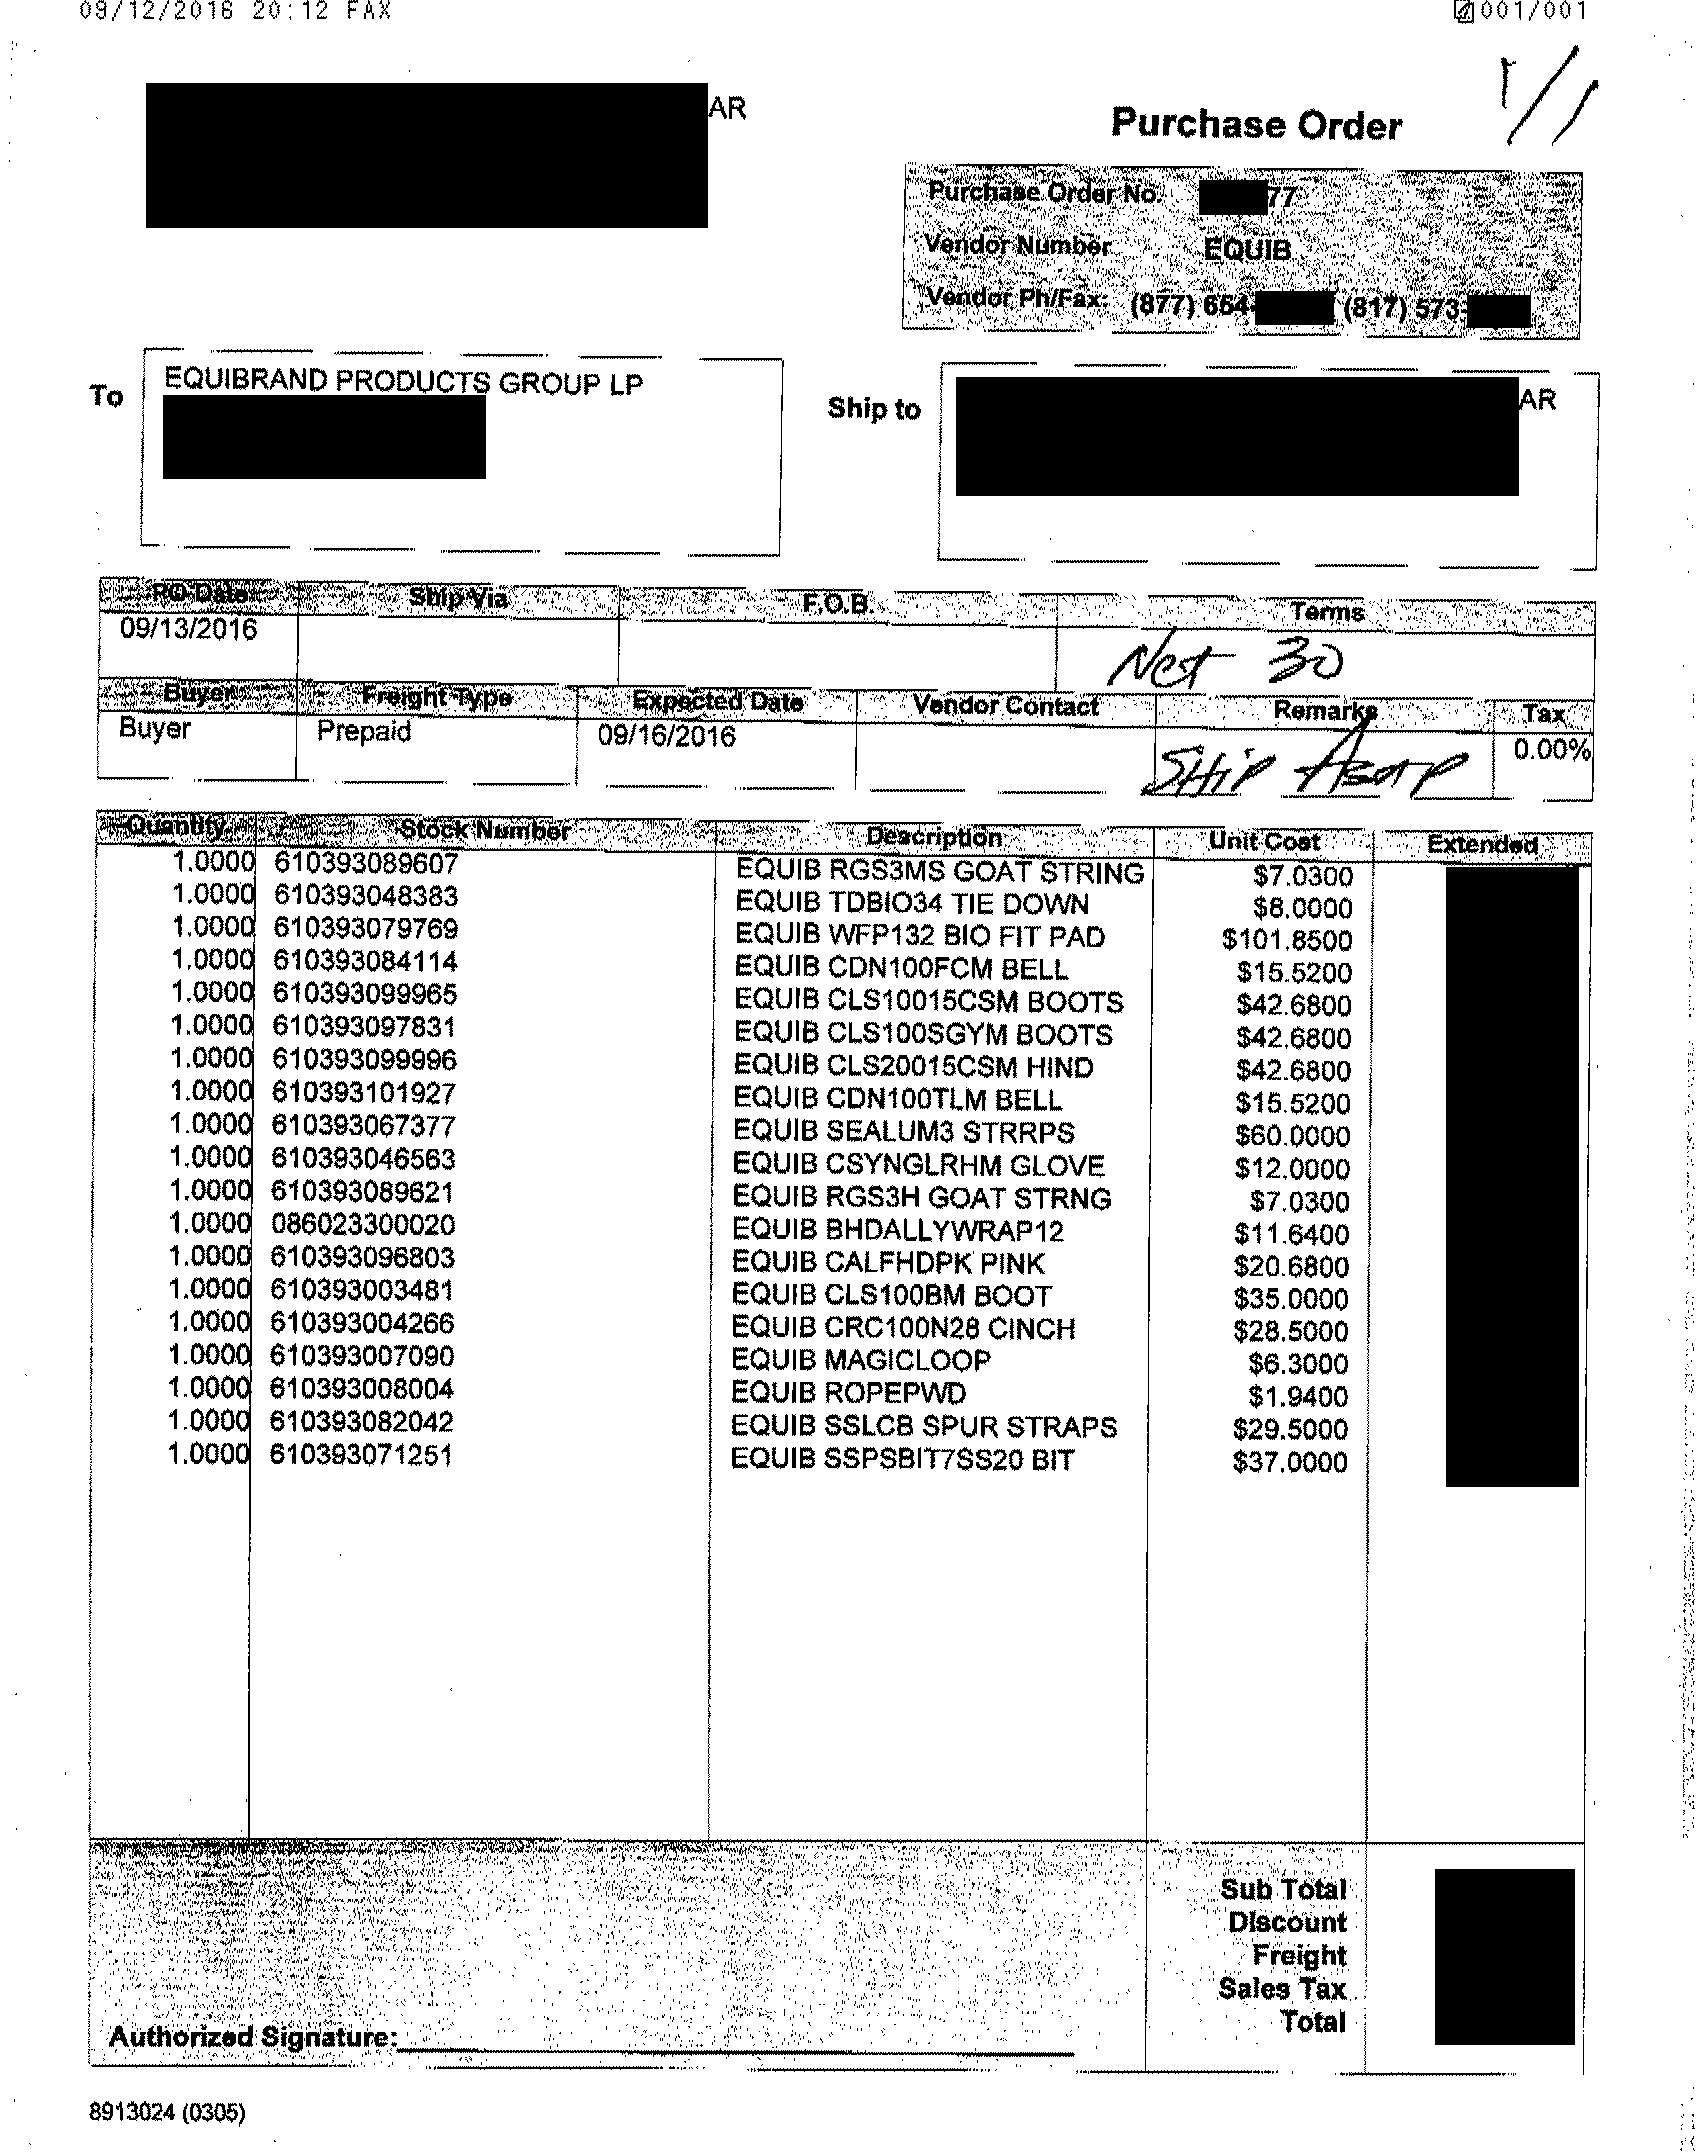 09/12/2016 20:12 FAX 001/001
1/1
AR
Purchase Order
Purchase Order No. 77
Vendor Number EQUIB
Vendor Ph/Fax: (877) 654- (817) 573-
To EQUIBRAND PRODUCTS GROUP LP
Ship to AR
PO Date Ship Via F.O.B. Terms
09/13/2016 Net 30
Buyer Freight Type Expected Date Vendor Contact Remarks Tax
Buyer Prepaid 09/16/2016 Ship Asap 0.00%
Quantity Stock Number Description Unit Cost Extended
1.0000 610393089607 EQUIB RGS3MS GOAT STRING $7.0300
1.0000 610393048383 EQUIB TDBIO34 TIE DOWN $8.0000
1.0000 610393079769 EQUIB WFP132 BIO FIT PAD $101.8500
1.0000 610393084114 EQUIB CDN100FCM BELL $15.5200
1.0000 610393099965 EQUIB CLS10015CSM BOOTS $42.6800
1.0000 610393097831 EQUIB CLS100SGYM BOOTS $42.6800
1.0000 610393099996 EQUIB CLS20015CSM HIND $42.6800
1.0000 610393101927 EQUIB CDN100TLM BELL $15.5200
1.0000 610393067377 EQUIB SEALUM3 STRRPS $60.0000
1.0000 610393046563 EQUIB CSYNGLRHM GLOVE $12.0000
1.0000 610393089621 EQUIB RGS3H GOAT STRNG $7.0300
1.0000 086023300020 EQUIB BHDALLYWRAP12 $11.6400
1.0000 610393096803 EQUIB CALFHDPK PINK $20.6800
1.0000 610393003481 EQUIB CLS100BM BOOT $35.0000
1.0000 610393004266 EQUIB CRC100N28 CINCH $28.5000
1.0000 610393007090 EQUIB MAGICLOOP $6.3000
1.0000 610393008004 EQUIB ROPEPWD $1.9400
1.0000 610393082042 EQUIB SSLCB SPUR STRAPS $29.5000
1.0000 610393071251 EQUIB SSPSBIT7SS20 BIT $37.0000
Sub Total
Discount
Freight
Sales Tax
Total
Authorized Signature:
8913024 (0305)